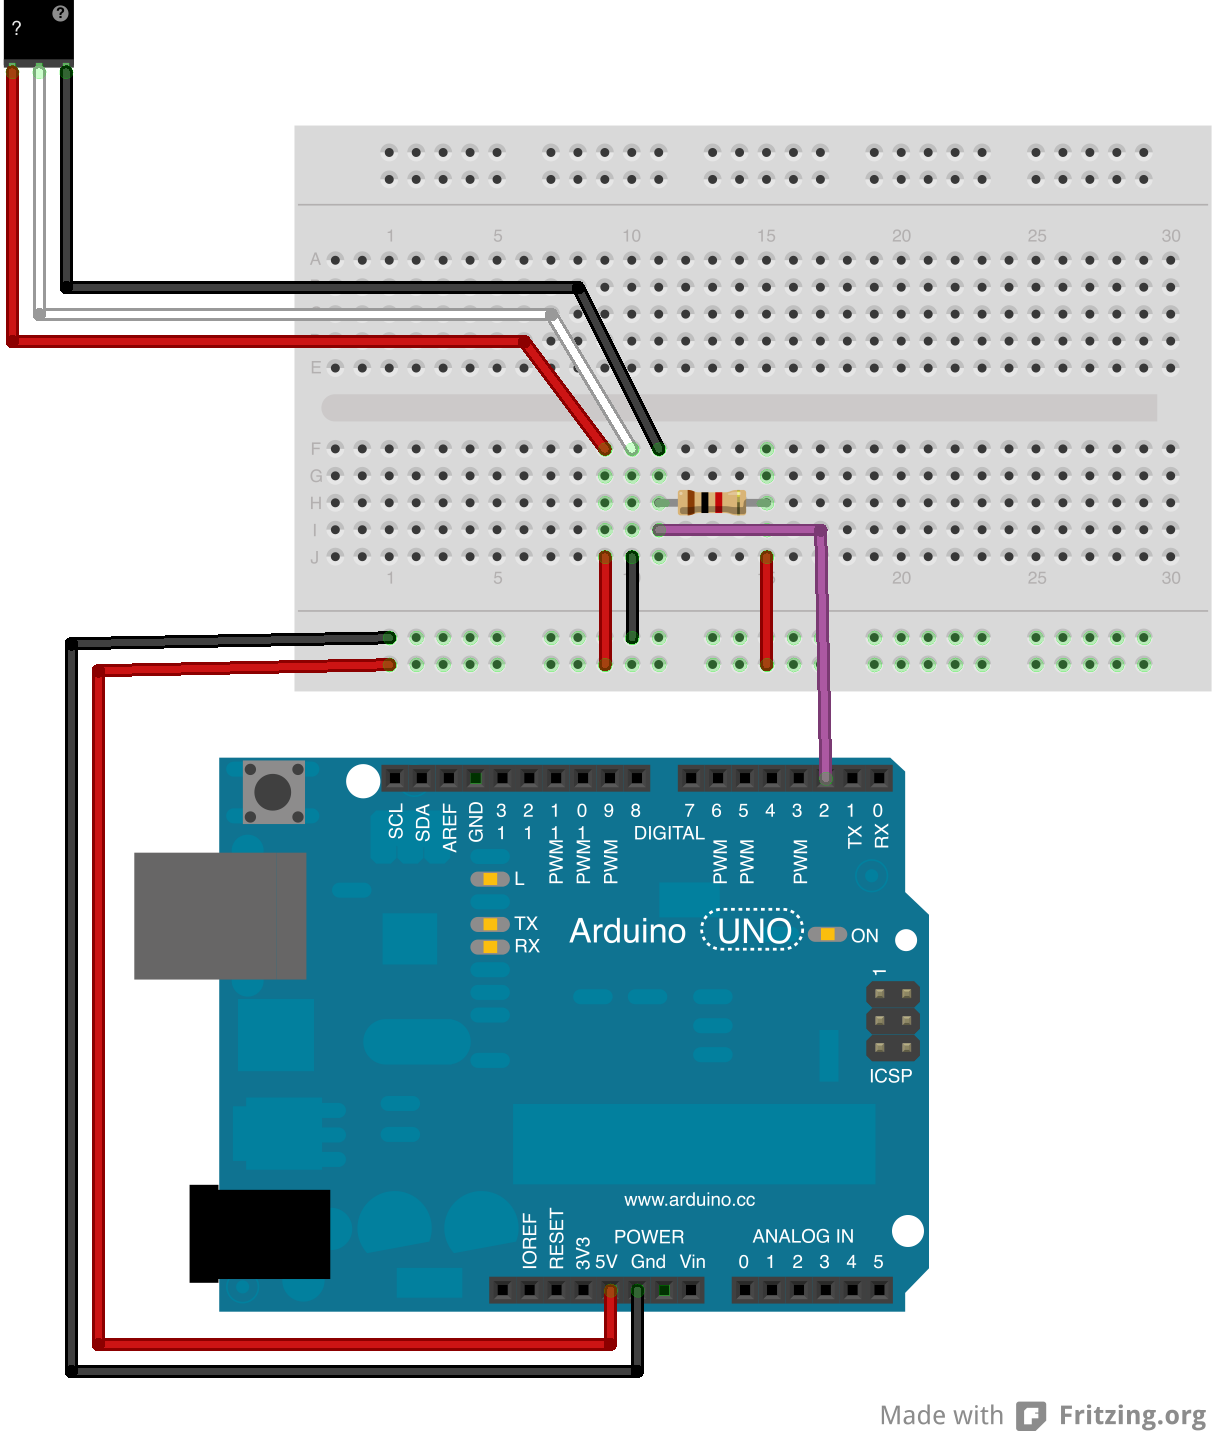 ?
?
1 5 10 15 20 25 30
A
E
F
G
H
I
J
1 5 20 25 30
SCL SDA AREF GND 13 12 PWM 11 PWM 10 PWM 9 8
7 PWM 6 PWM 5 4 PWM 3 2 TX 1 RX 0
DIGITAL
L
TX
RX
Arduino UNO
ON
1
ICSP
www.arduino.cc
POWER
ANALOG IN
IOREF RESET 3V3 5V Gnd Vin
0 1 2 3 4 5
Made with Fritzing.org